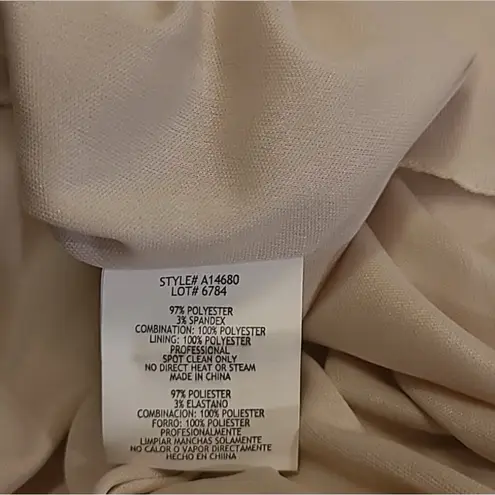 STYLE# A14680
LOT# 6784
97% POLYESTER
3% SPANDEX
COMBINATION: 100% POLYESTER
LINING: 100% POLYESTER
PROFESSIONAL
SPOT CLEAN ONLY
NO DIRECT HEAT OR STEAM
MADE IN CHINA
97% POLIESTER
3% ELASTANO
COMBINACION: 100% POLIESTER
FORRO: 100% POLIESTER
PROFESIONALMENTE
LIMPIAR MANCHAS SOLAMENTE
NO CALOR O VAPOR DIRECTAMENTE
HECHO EN CHINA